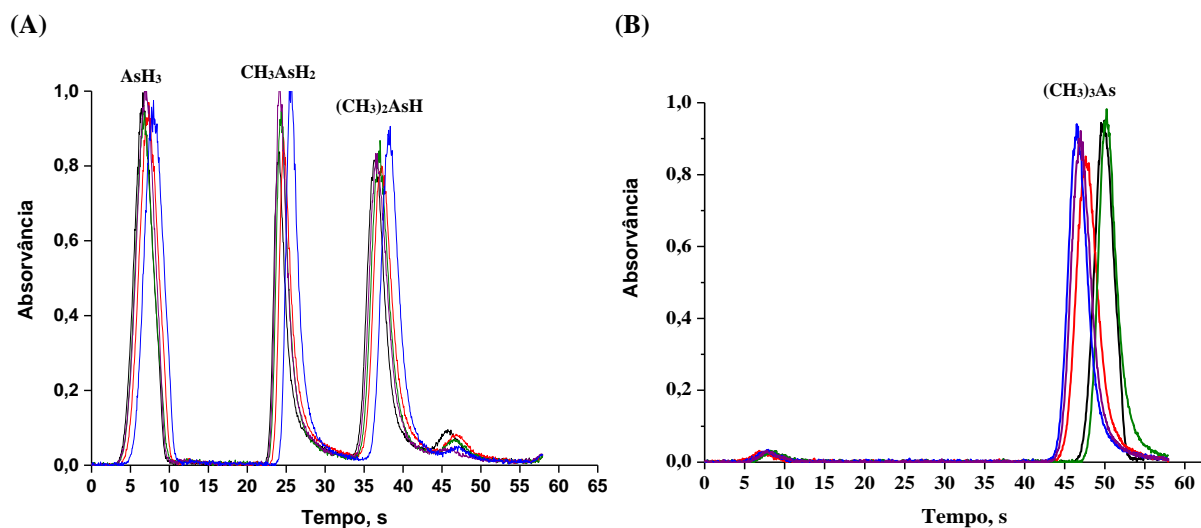 (A)
AsH₃
CH₃AsH₂
(CH₃)₂AsH
1,0
0,8
0,6
0,4
0,2
0,0
Absorvância
0 5 10 15 20 25 30 35 40 45 50 55 60 65
Tempo, s
(B)
(CH₃)₃As
1,0
0,8
0,6
0,4
0,2
0,0
Absorvância
0 5 10 15 20 25 30 35 40 45 50 55 60
Tempo, s